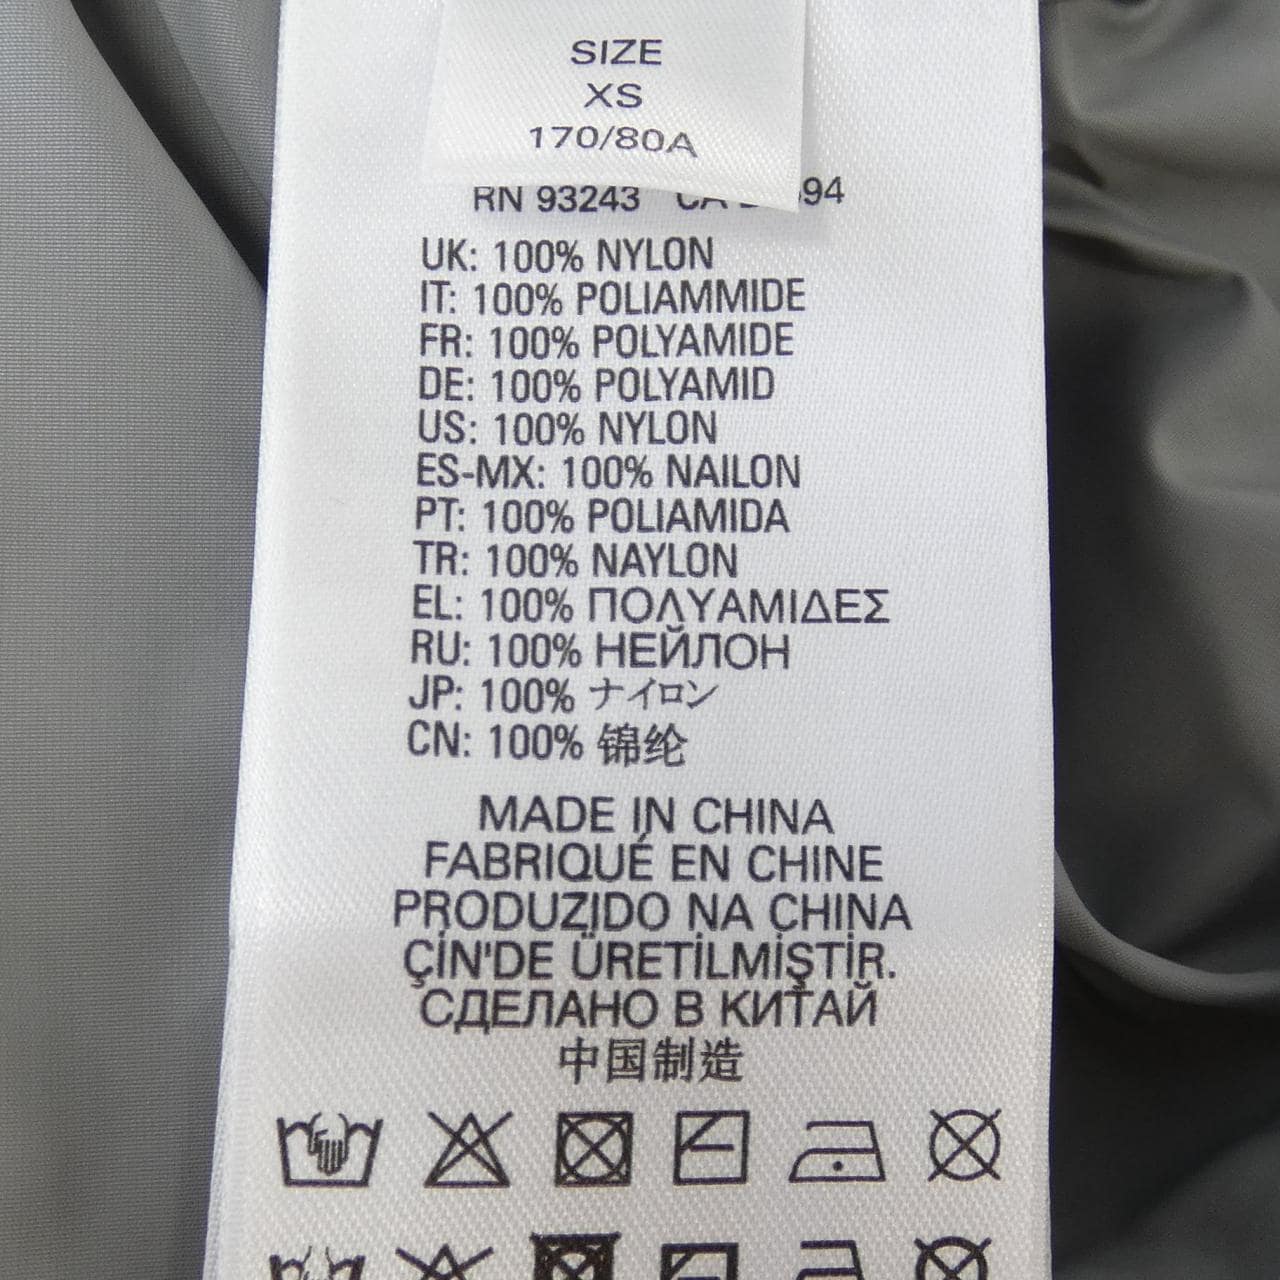 SIZE
XS
170/80A
RN 93243 CA
UK: 100% NYLON
IT: 100% POLIAMMIDE
FR: 100% POLYAMIDE
DE: 100% POLYAMID
US: 100% NYLON
ES-MX: 100% NAILON
PT: 100% POLIAMIDA
TR: 100% NAYLON
EL: 100% ΠΟΛΥΑΜΙΔΕΣ
RU: 100% НЕЙЛОН
JP: 100% ナイロン
CN: 100% 锦纶
MADE IN CHINA
FABRIQUÉ EN CHINE
PRODUZIDO NA CHINA
ÇİN'DE ÜRETİLMİŞTİR.
СДЕЛАНО В КИТАЙ
中国制造